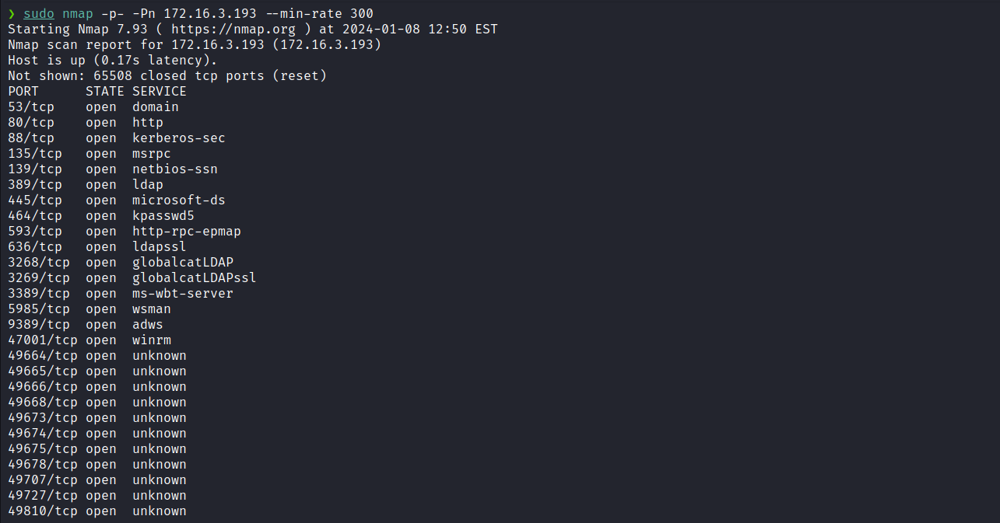 ❯ sudo nmap -p- -Pn 172.16.3.193 --min-rate 300
Starting Nmap 7.93 ( https://nmap.org ) at 2024-01-08 12:50 EST
Nmap scan report for 172.16.3.193 (172.16.3.193)
Host is up (0.17s latency).
Not shown: 65508 closed tcp ports (reset)
PORT      STATE SERVICE
53/tcp    open  domain
80/tcp    open  http
88/tcp    open  kerberos-sec
135/tcp   open  msrpc
139/tcp   open  netbios-ssn
389/tcp   open  ldap
445/tcp   open  microsoft-ds
464/tcp   open  kpasswd5
593/tcp   open  http-rpc-epmap
636/tcp   open  ldapssl
3268/tcp  open  globalcatLDAP
3269/tcp  open  globalcatLDAPssl
3389/tcp  open  ms-wbt-server
5985/tcp  open  wsman
9389/tcp  open  adws
47001/tcp open  winrm
49664/tcp open  unknown
49665/tcp open  unknown
49666/tcp open  unknown
49668/tcp open  unknown
49673/tcp open  unknown
49674/tcp open  unknown
49675/tcp open  unknown
49678/tcp open  unknown
49707/tcp open  unknown
49727/tcp open  unknown
49810/tcp open  unknown